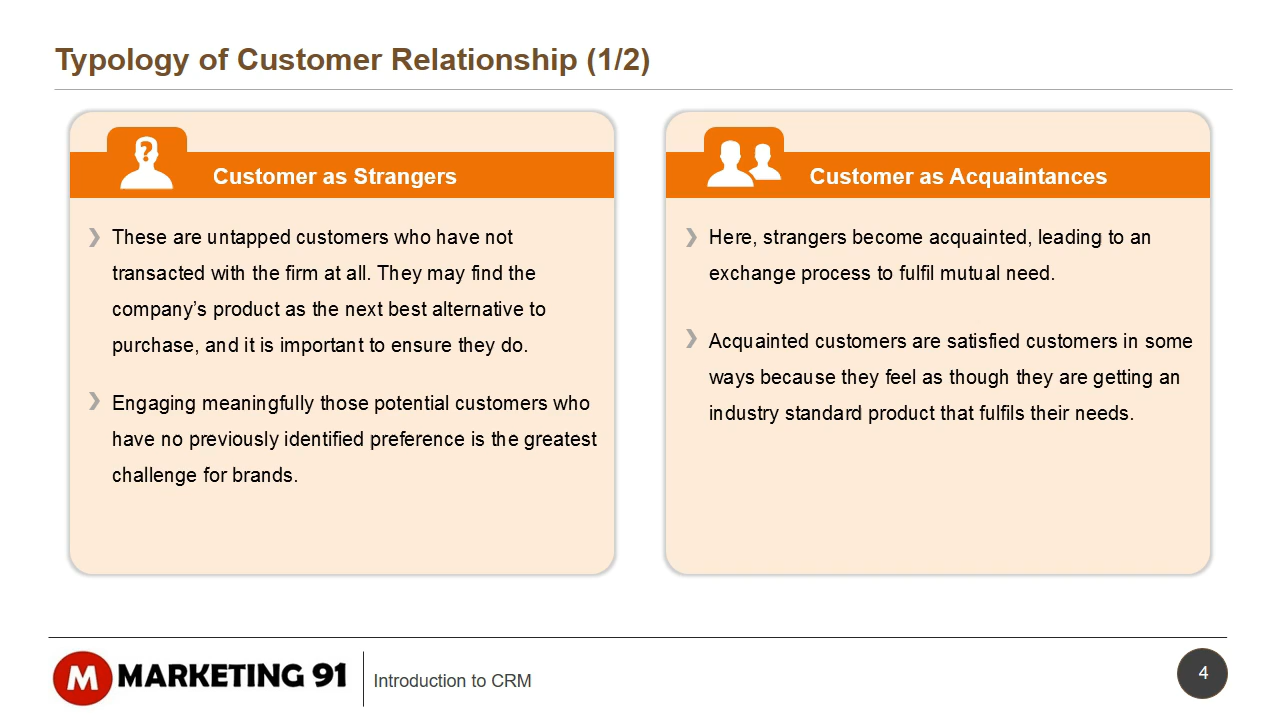 Typology of Customer Relationship (1/2)
Customer as Strangers
These are untapped customers who have not
transacted with the firm at all. They may find the
company’s product as the next best alternative to
purchase, and it is important to ensure they do.
Engaging meaningfully those potential customers who
have no previously identified preference is the greatest
challenge for brands.
Customer as Acquaintances
Here, strangers become acquainted, leading to an
exchange process to fulfil mutual need.
Acquainted customers are satisfied customers in some
ways because they feel as though they are getting an
industry standard product that fulfils their needs.
M MARKETING 91
Introduction to CRM
4